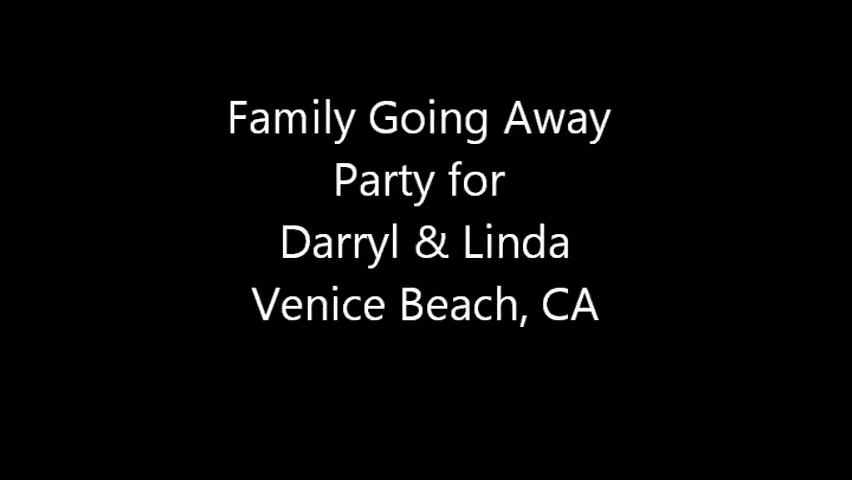 Family Going Away
Party for
Darryl & Linda
Venice Beach, CA